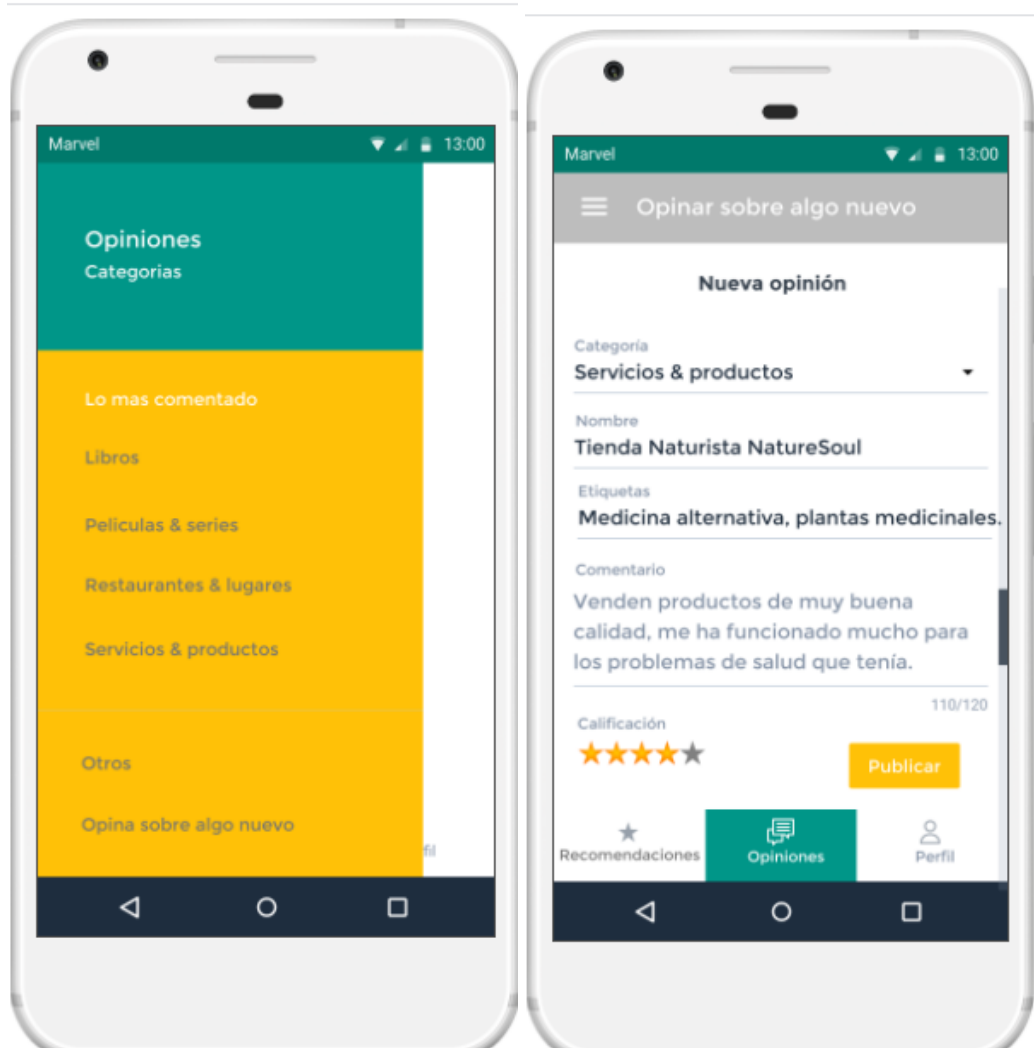 Marvel
13:00
Opiniones
Categorias
Lo mas comentado
Libros
Peliculas & series
Restaurantes & lugares
Servicios & productos
Otros
Opina sobre algo nuevo
fil
Marvel
13:00
Opinar sobre algo nuevo
Nueva opinión
Categoría
Servicios & productos
Nombre
Tienda Naturista NatureSoul
Etiquetas
Medicina alternativa, plantas medicinales.
Comentario
Venden productos de muy buena
calidad, me ha funcionado mucho para
los problemas de salud que tenía.
110/120
Calificación
Publicar
Recomendaciones
Opiniones
Perfil